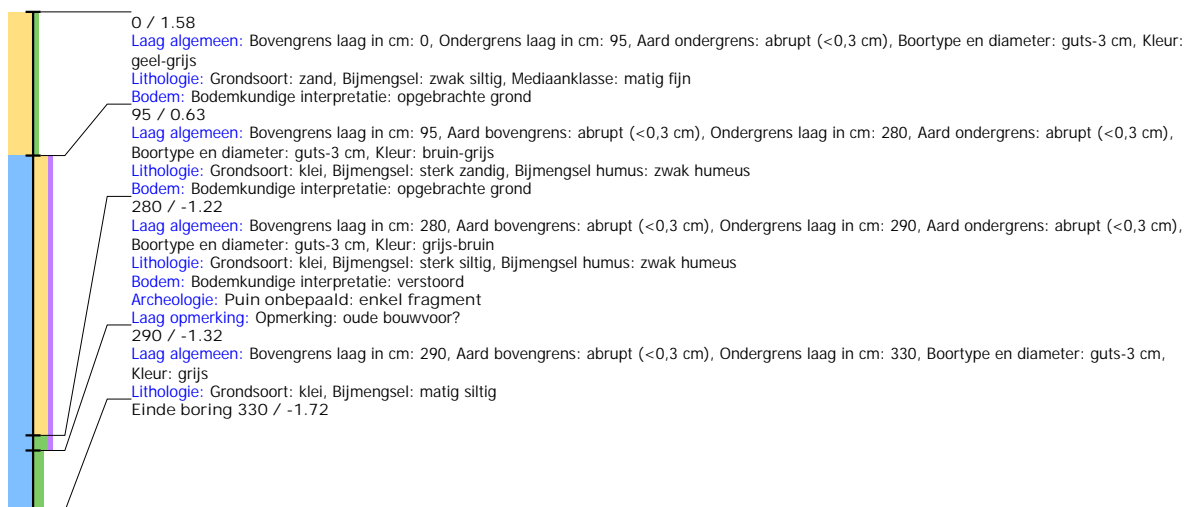 0 / 1.58
Laag algemeen: Bovengrens laag in cm: 0, Ondergrens laag in cm: 95, Aard ondergrens: abrupt (<0,3 cm), Boortype en diameter: guts-3 cm, Kleur:
geel-grijs
Lithologie: Grondsoort: zand, Bijmengsel: zwak siltig, Mediaanklasse: matig fijn
Bodem: Bodemkundige interpretatie: opgebrachte grond
95 / 0.63
Laag algemeen: Bovengrens laag in cm: 95, Aard bovengrens: abrupt (<0,3 cm), Ondergrens laag in cm: 280, Aard ondergrens: abrupt (<0,3 cm),
Boortype en diameter: guts-3 cm, Kleur: bruin-grijs
Lithologie: Grondsoort: klei, Bijmengsel: sterk zandig, Bijmengsel humus: zwak humeus
Bodem: Bodemkundige interpretatie: opgebrachte grond
280 / -1.22
Laag algemeen: Bovengrens laag in cm: 280, Aard bovengrens: abrupt (<0,3 cm), Ondergrens laag in cm: 290, Aard ondergrens: abrupt (<0,3 cm),
Boortype en diameter: guts-3 cm, Kleur: grijs-bruin
Lithologie: Grondsoort: klei, Bijmengsel: sterk siltig, Bijmengsel humus: zwak humeus
Bodem: Bodemkundige interpretatie: verstoord
Archeologie: Puin onbepaald: enkel fragment
Laag opmerking: Opmerking: oude bouwvoor?
290 / -1.32
Laag algemeen: Bovengrens laag in cm: 290, Aard bovengrens: abrupt (<0,3 cm), Ondergrens laag in cm: 330, Boortype en diameter: guts-3 cm,
Kleur: grijs
Lithologie: Grondsoort: klei, Bijmengsel: matig siltig
Einde boring 330 / -1.72